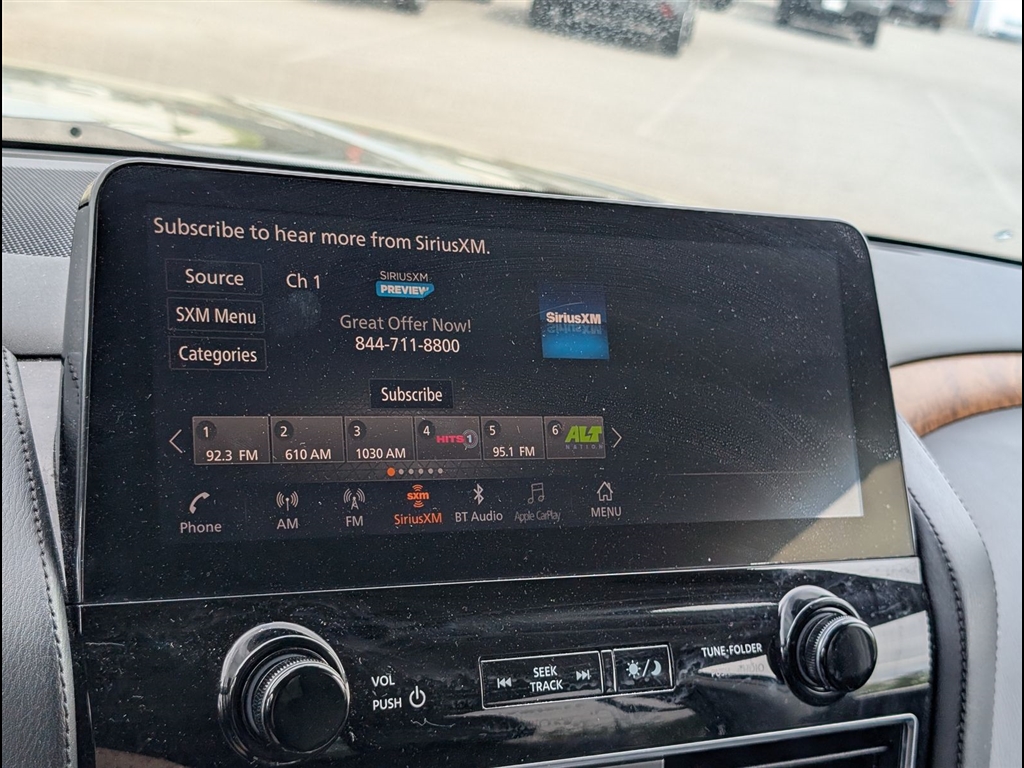 Subscribe to hear more from SiriusXM.
Source
Ch 1
SIRIUSXM
PREVIEW
SXM Menu
Great Offer Now!
844-711-8800
SiriusXM
Categories
Subscribe
1
92.3 FM
2
610 AM
3
1030 AM
4
HITS 1
5
95.1 FM
6
ALT
NATION
Phone
AM
FM
sxm
SiriusXM
BT Audio
Apple CarPlay
MENU
VOL
PUSH
SEEK
TRACK
TUNE·FOLDER